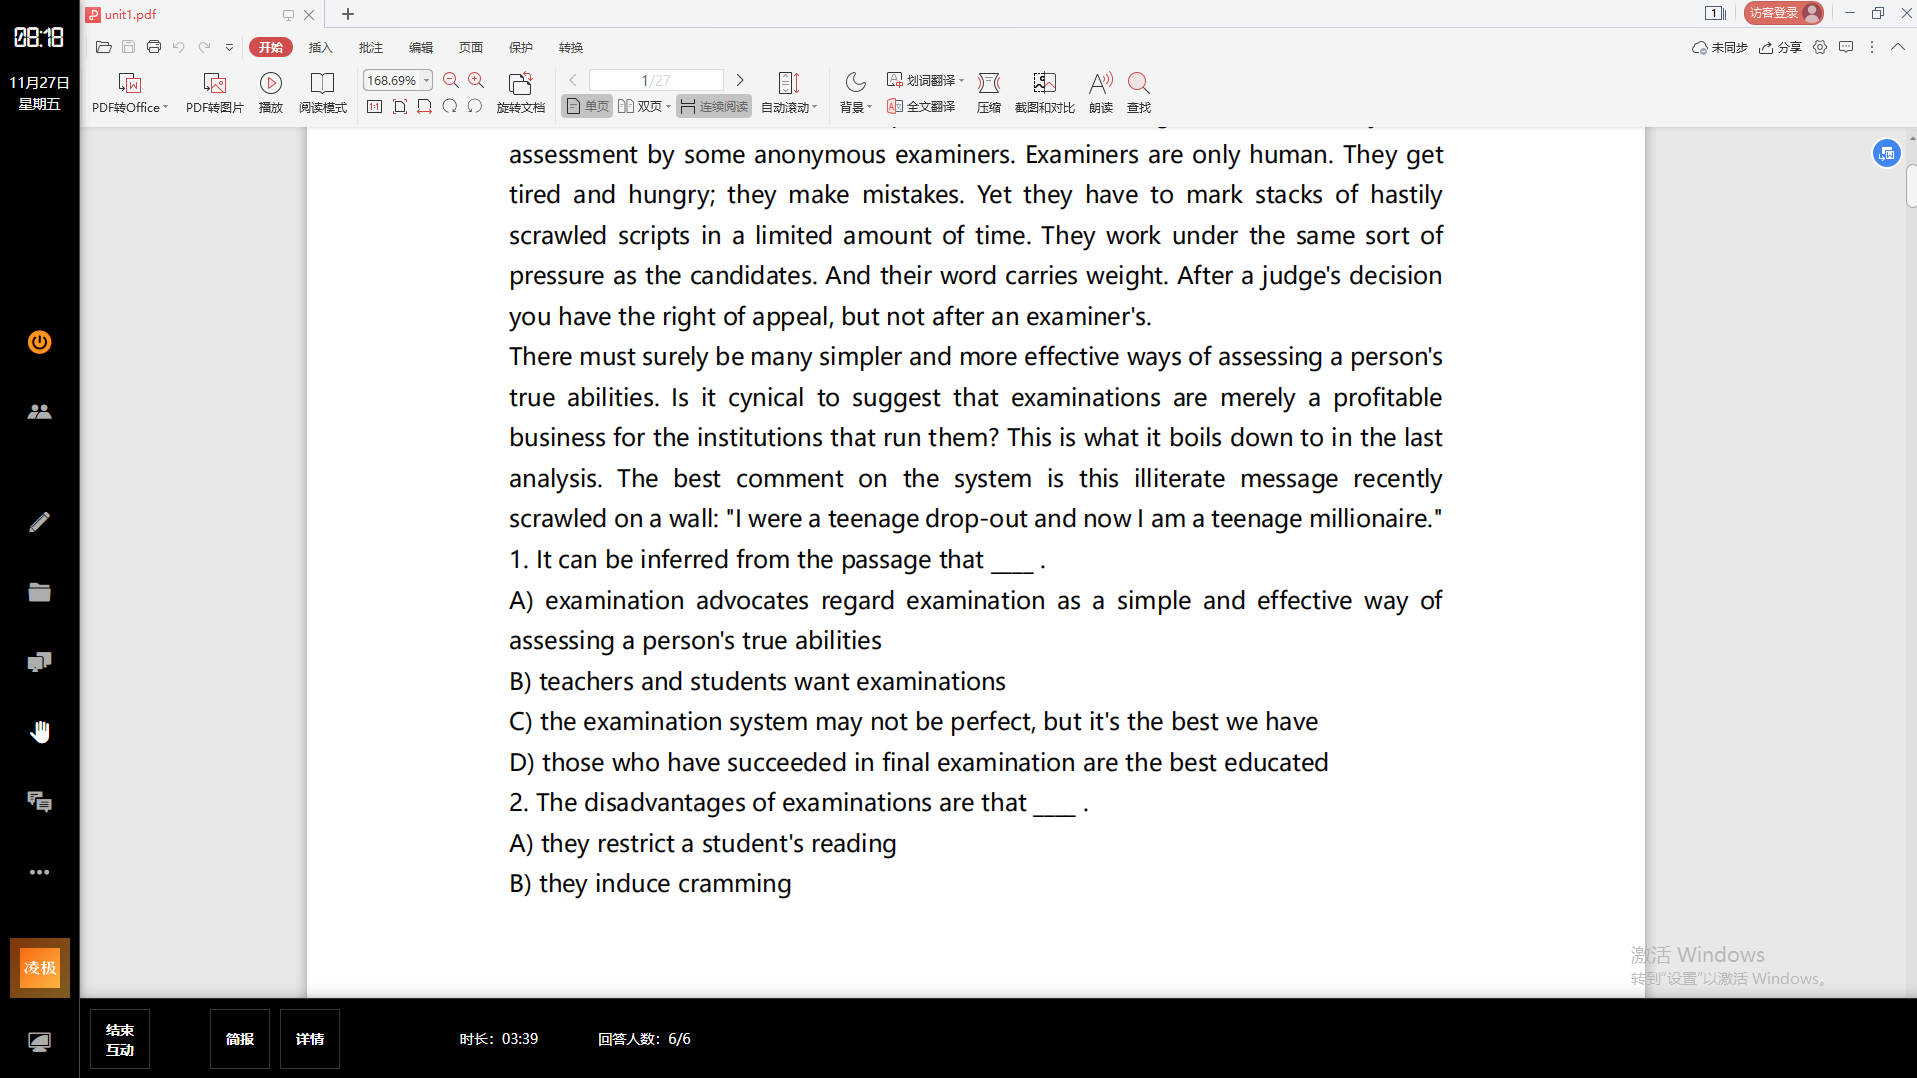 unit1.pdf
1
访客登录
08:18
11月27日
星期五
开始 插入 批注 编辑 页面 保护 转换
未同步 分享
PDF转Office PDF转图片 播放 阅读模式
168.69%
旋转文档
1/27
单页 双页 连续阅读
自动滚动
背景
划词翻译
全文翻译
压缩 截图和对比 朗读 查找
assessment by some anonymous examiners. Examiners are only human. They get
tired and hungry; they make mistakes. Yet they have to mark stacks of hastily
scrawled scripts in a limited amount of time. They work under the same sort of
pressure as the candidates. And their word carries weight. After a judge's decision
you have the right of appeal, but not after an examiner's.
There must surely be many simpler and more effective ways of assessing a person's
true abilities. Is it cynical to suggest that examinations are merely a profitable
business for the institutions that run them? This is what it boils down to in the last
analysis. The best comment on the system is this illiterate message recently
scrawled on a wall: "I were a teenage drop-out and now I am a teenage millionaire."
1. It can be inferred from the passage that ____ .
A) examination advocates regard examination as a simple and effective way of
assessing a person's true abilities
B) teachers and students want examinations
C) the examination system may not be perfect, but it's the best we have
D) those who have succeeded in final examination are the best educated
2. The disadvantages of examinations are that ____ .
A) they restrict a student's reading
B) they induce cramming
激活 Windows
转到"设置"以激活 Windows。
凌极
结束
互动
简报
详情
时长：03:39
回答人数：6/6